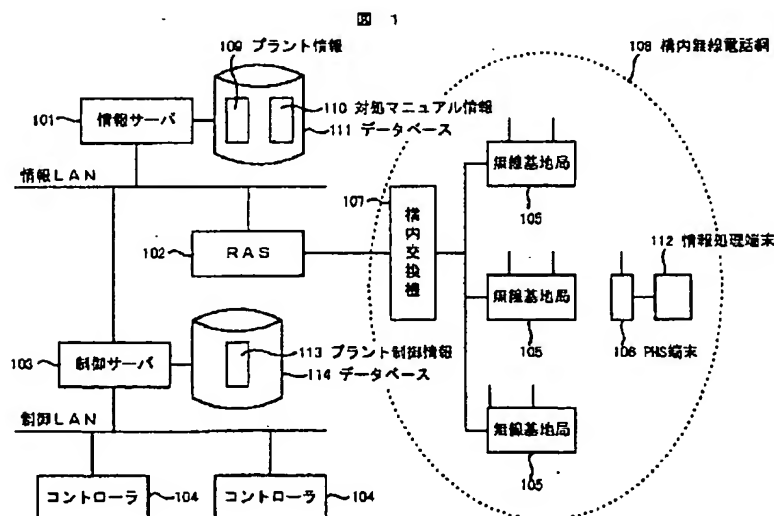 図 1
108 構内無線電話網
109 プラント情報
110 対処マニュアル情報
111 データベース
101
情報サーバ
情報LAN
無線基地局
105
107
構内交換機
112 情報処理端末
102
RAS
無線基地局
105
106 PHS端末
103
制御サーバ
113 プラント制御情報
114 データベース
無線基地局
105
制御LAN
コントローラ
104
コントローラ
104